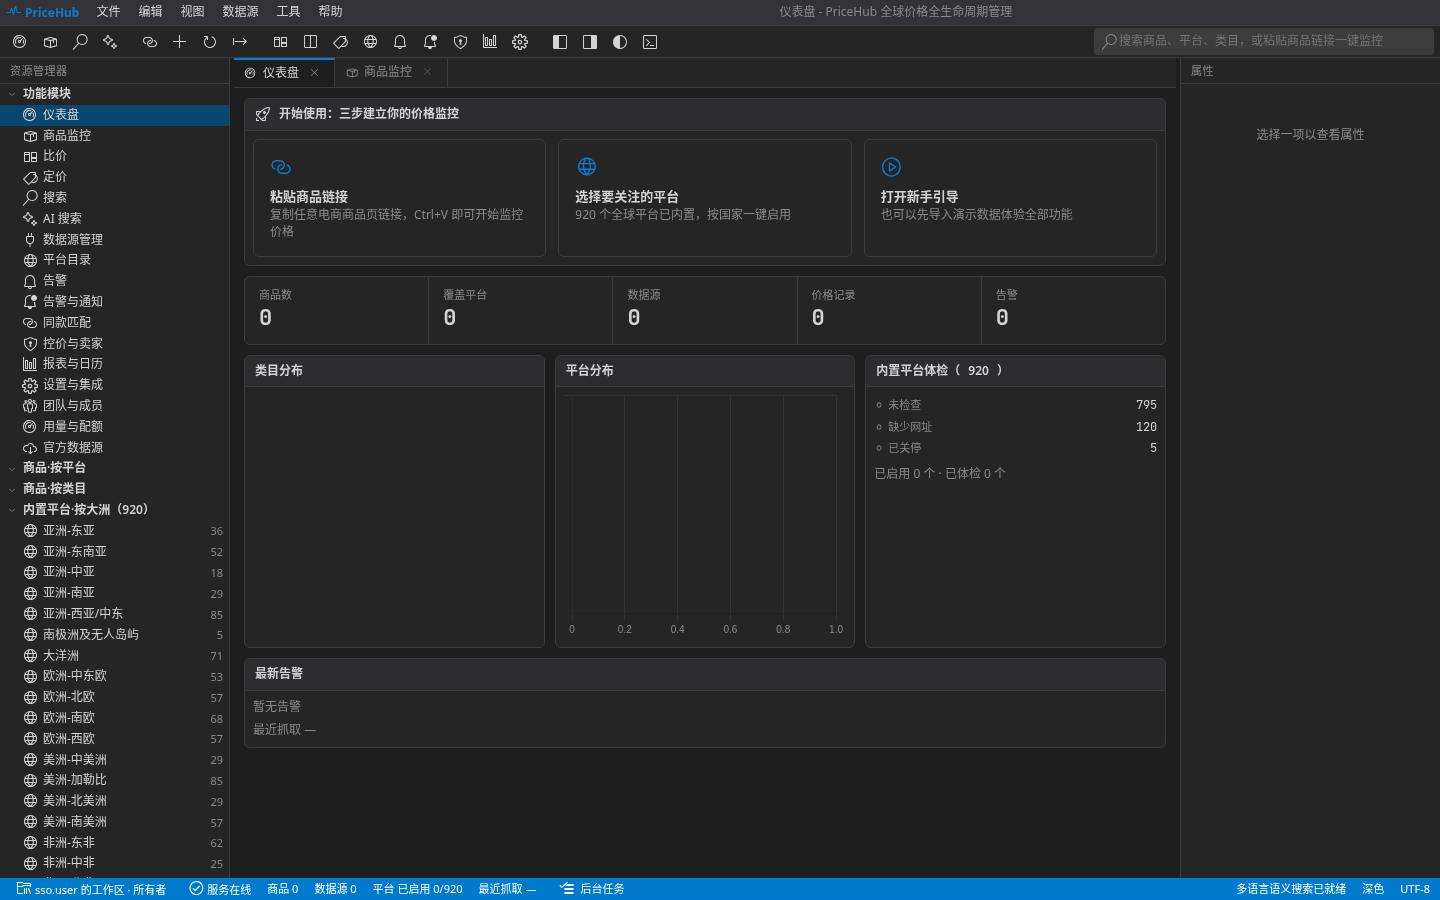 PriceHub 文件 编辑 视图 数据源 工具 帮助
仪表盘 - PriceHub 全球价格全生命周期管理
搜索商品、平台、类目，或粘贴商品链接一键监控
资源管理器
功能模块
仪表盘
商品监控
比价
定价
搜索
AI 搜索
数据源管理
平台目录
告警
告警与通知
同款匹配
控价与卖家
报表与日历
设置与集成
团队与成员
用量与配额
官方数据源
商品·按平台
商品·按类目
内置平台·按大洲（920）
亚洲-东亚 36
亚洲-东南亚 52
亚洲-中亚 18
亚洲-南亚 29
亚洲-西亚/中东 85
南极洲及无人岛屿 5
大洋洲 71
欧洲-中东欧 53
欧洲-北欧 57
欧洲-南欧 68
欧洲-西欧 57
美洲-中美洲 29
美洲-加勒比 85
美洲-北美洲 29
美洲-南美洲 57
非洲-东非 62
非洲-中非 25
仪表盘 商品监控
开始使用：三步建立你的价格监控
粘贴商品链接
复制任意电商商品页链接，Ctrl+V 即可开始监控
价格
选择要关注的平台
920 个全球平台已内置，按国家一键启用
打开新手引导
也可以先导入演示数据体验全部功能
商品数
0
覆盖平台
0
数据源
0
价格记录
0
告警
0
类目分布
平台分布
0 0.2 0.4 0.6 0.8 1.0
内置平台体检（ 920 ）
未检查 795
缺少网址 120
已关停 5
已启用 0 个 · 已体检 0 个
最新告警
暂无告警
最近抓取 —
属性
选择一项以查看属性
sso.user 的工作区 · 所有者 服务在线 商品 0 数据源 0 平台 已启用 0/920 最近抓取 — 后台任务
多语言语义搜索已就绪 深色 UTF-8